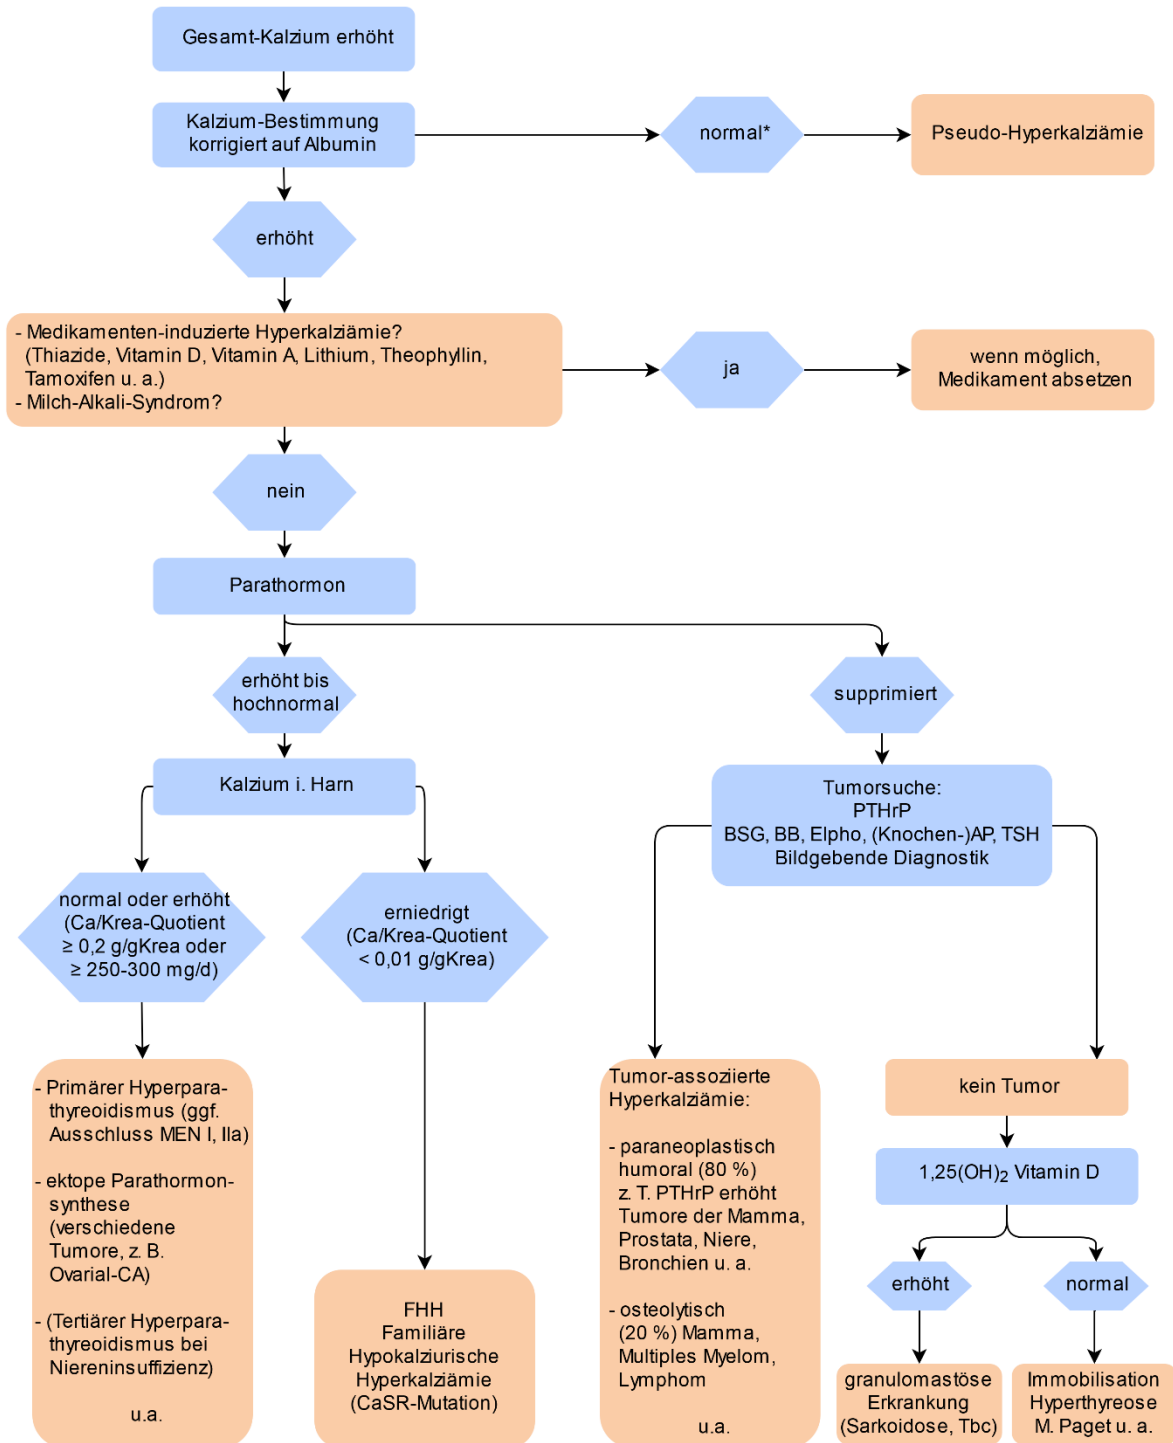 Gesamt-Kalzium erhöht
Kalzium-Bestimmung
korrigiert auf Albumin
normal*
Pseudo-Hyperkalziämie
erhöht
- Medikamenten-induzierte Hyperkalziämie?
(Thiazide, Vitamin D, Vitamin A, Lithium, Theophyllin,
Tamoxifen u. a.)
- Milch-Alkali-Syndrom?
ja
wenn möglich,
Medikament absetzen
nein
Parathormon
erhöht bis
hochnormal
supprimiert
Kalzium i. Harn
Tumorsuche:
PTHrP
BSG, BB, Elpho, (Knochen-)AP, TSH
Bildgebende Diagnostik
normal oder erhöht
(Ca/Krea-Quotient
≥ 0,2 g/gKrea oder
≥ 250-300 mg/d)
erniedrigt
(Ca/Krea-Quotient
< 0,01 g/gKrea)
- Primärer Hyperpara-
thyreoidismus (ggf.
Ausschluss MEN I, IIa)
- ektope Parathormon-
synthese
(verschiedene
Tumore, z. B.
Ovarial-CA)
- (Tertiärer Hyperpara-
thyreoidismus bei
Niereninsuffizienz)
u.a.
FHH
Familiäre
Hypokalziurische
Hyperkalziämie
(CaSR-Mutation)
Tumor-assoziierte
Hyperkalziämie:
- paraneoplastisch
humoral (80 %)
z. T. PTHrP erhöht
Tumore der Mamma,
Prostata, Niere,
Bronchien u. a.
- osteolytisch
(20 %) Mamma,
Multiples Myelom,
Lymphom
u.a.
kein Tumor
1,25(OH)₂ Vitamin D
erhöht
normal
granulomastöse
Erkrankung
(Sarkoidose, Tbc)
Immobilisation
Hyperthyreose
M. Paget u. a.